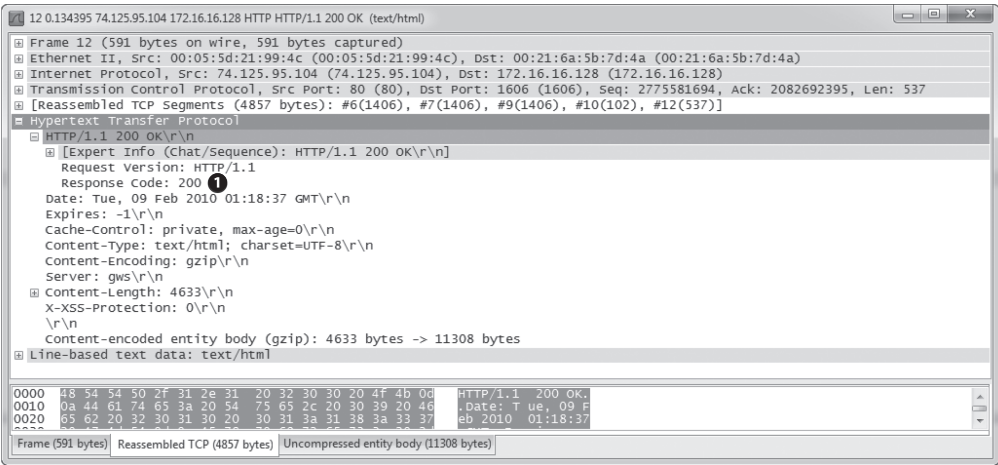 12 0.134395 74.125.95.104 172.16.16.128 HTTP HTTP/1.1 200 OK (text/html)
Frame 12 (591 bytes on wire, 591 bytes captured)
Ethernet II, Src: 00:05:5d:21:99:4c (00:05:5d:21:99:4c), Dst: 00:21:6a:5b:7d:4a (00:21:6a:5b:7d:4a)
Internet Protocol, Src: 74.125.95.104 (74.125.95.104), Dst: 172.16.16.128 (172.16.16.128)
Transmission Control Protocol, Src Port: 80 (80), Dst Port: 1606 (1606), Seq: 2775581694, Ack: 2082692395, Len: 537
[Reassembled TCP Segments (4857 bytes): #6(1406), #7(1406), #9(1406), #10(102), #12(537)]
Hypertext Transfer Protocol
HTTP/1.1 200 OK\r\n
[Expert Info (Chat/Sequence): HTTP/1.1 200 OK\r\n]
Request Version: HTTP/1.1
Response Code: 200 1
Date: Tue, 09 Feb 2010 01:18:37 GMT\r\n
Expires: -1\r\n
Cache-Control: private, max-age=0\r\n
Content-Type: text/html; charset=UTF-8\r\n
Content-Encoding: gzip\r\n
Server: gws\r\n
Content-Length: 4633\r\n
X-XSS-Protection: 0\r\n
\r\n
Content-encoded entity body (gzip): 4633 bytes -> 11308 bytes
Line-based text data: text/html
0000 48 54 54 50 2f 31 2e 31 20 32 30 30 20 4f 4b 0d HTTP/1.1 200 OK.
0010 0a 44 61 74 65 3a 20 54 75 65 2c 20 30 39 20 46 .Date: T ue, 09 F
0020 65 62 20 32 30 31 30 20 30 31 3a 31 38 3a 33 37 eb 2010 01:18:37
Frame (591 bytes) Reassembled TCP (4857 bytes) Uncompressed entity body (11308 bytes)